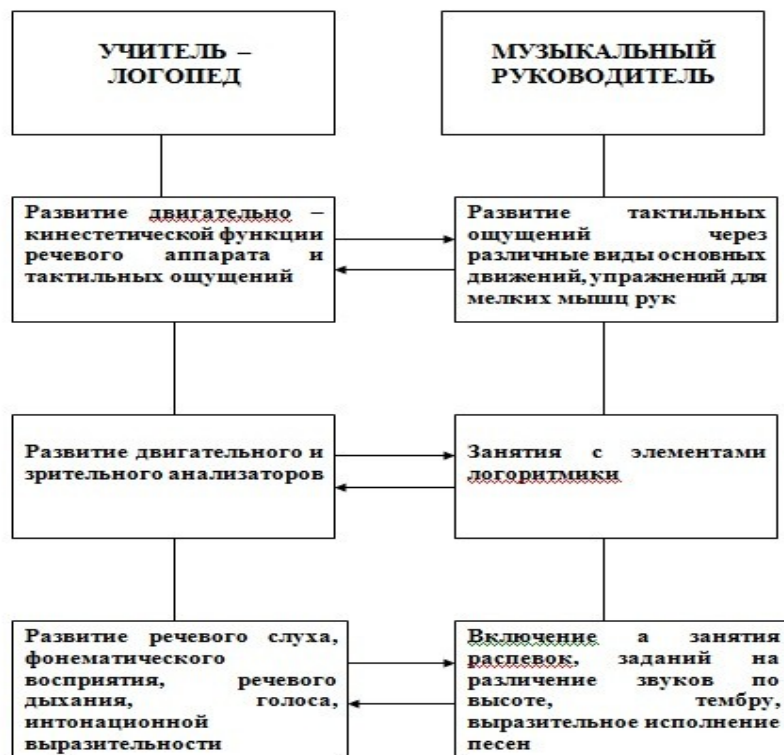 УЧИТЕЛЬ –
ЛОГОПЕД
МУЗЫКАЛЬНЫЙ
РУКОВОДИТЕЛЬ
Развитие двигательно –
кинестетической функции
речевого аппарата и
тактильных ощущений
Развитие тактильных
ощущений через
различные виды основных
движений, упражнений для
мелких мышц рук
Развитие двигательного и
зрительного анализаторов
Занятия с элементами
логоритмики
Развитие речевого слуха,
фонематического
восприятия, речевого
дыхания, голоса,
интонационной
выразительности
Включение а занятия
распевок, заданий на
различение звуков по
высоте, тембру,
выразительное исполнение
песен